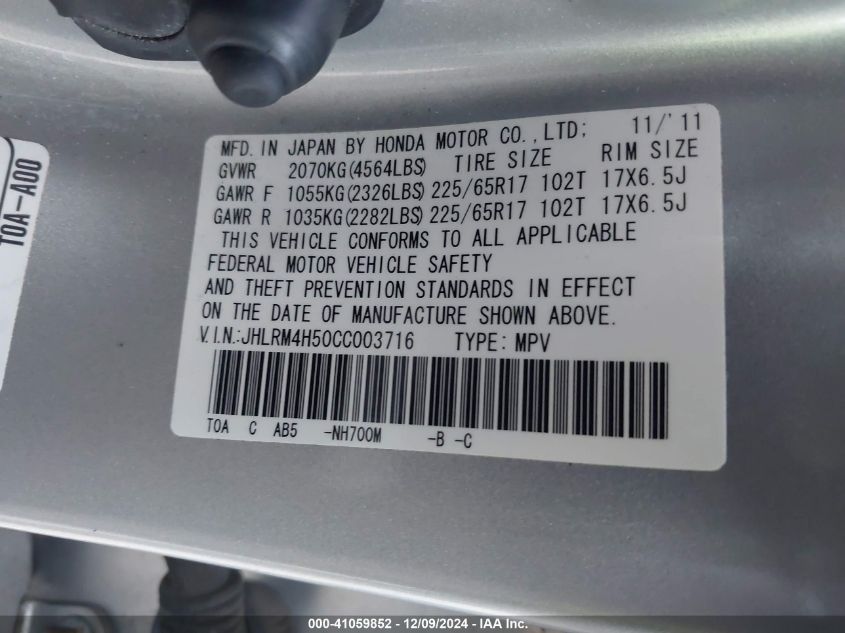 MFD. IN JAPAN BY HONDA MOTOR CO., LTD; 11/'11
GVWR 2070KG(4564LBS) TIRE SIZE RIM SIZE
GAWR F 1055KG(2326LBS) 225/65R17 102T 17X6.5J
GAWR R 1035KG(2282LBS) 225/65R17 102T 17X6.5J
THIS VEHICLE CONFORMS TO ALL APPLICABLE
FEDERAL MOTOR VEHICLE SAFETY
AND THEFT PREVENTION STANDARDS IN EFFECT
ON THE DATE OF MANUFACTURE SHOWN ABOVE.
V.I.N.:JHLRM4H50CC003716 TYPE: MPV
T0A C AB5 -NH700M -B -C
T0A-A00
000-41059852 / 12/09/2024 - IAA Inc.